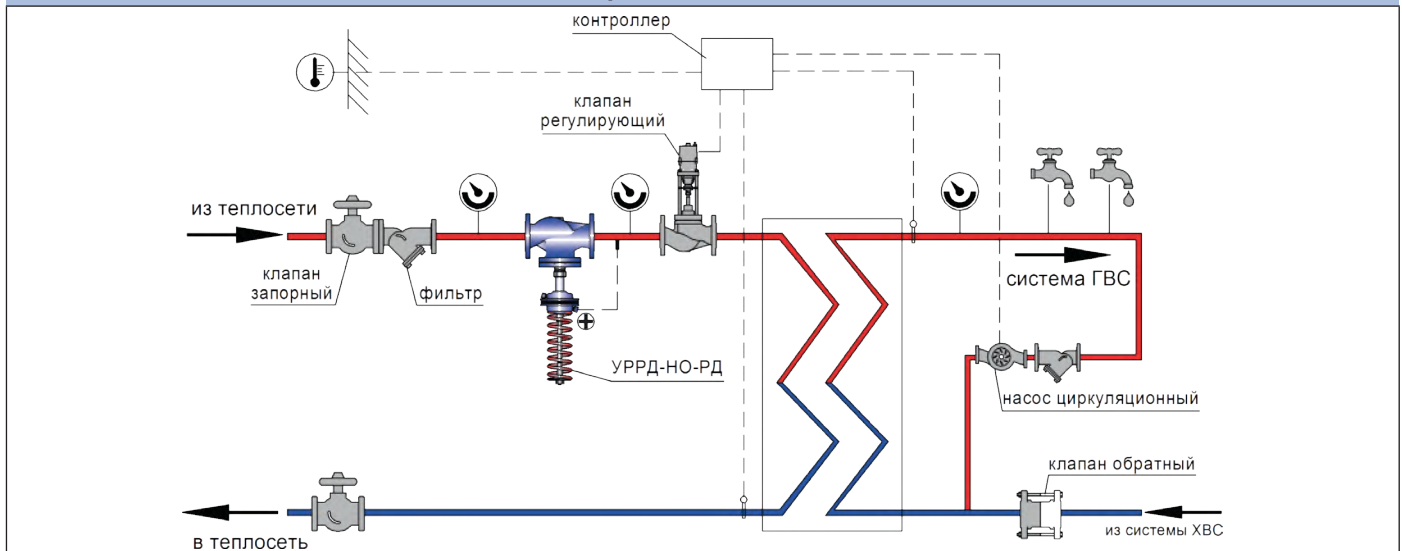 контроллер
клапан
регулирующий
из теплосети
клапан
запорный
фильтр
система ГВС
УРРД-НО-РД
насос циркуляционный
клапан обратный
из системы ХВС
в теплосеть